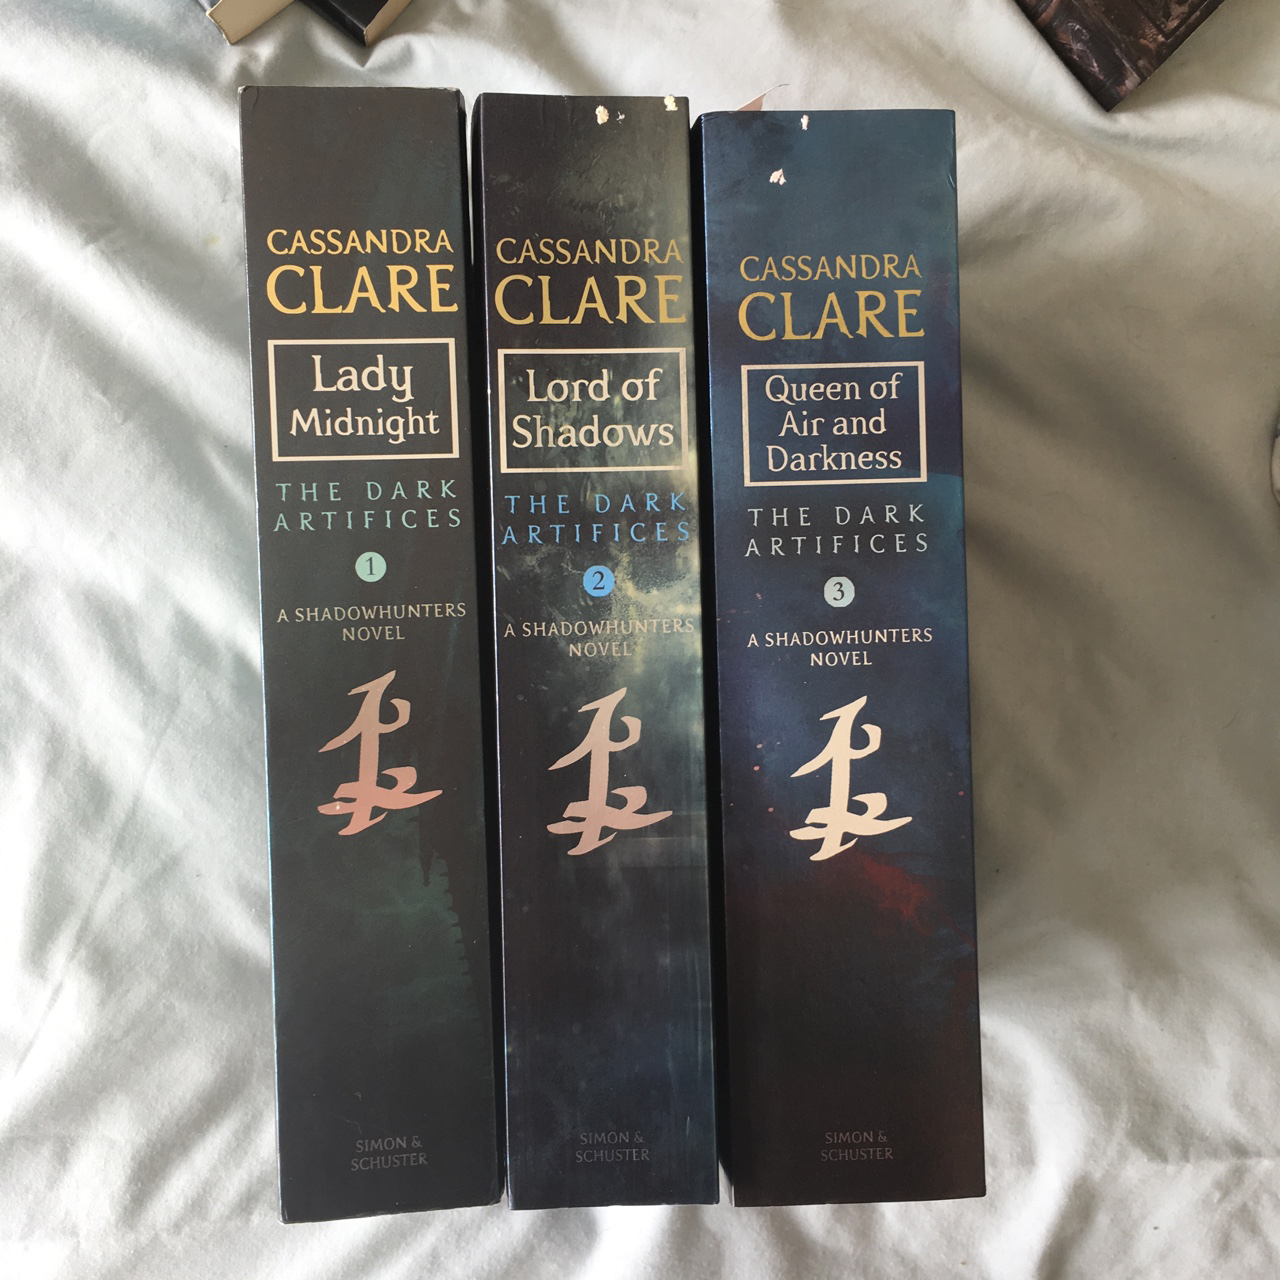 CASSANDRA
CLARE
Lady
Midnight
THE DARK
ARTIFICES
1
A SHADOWHUNTERS
NOVEL
SIMON &
SCHUSTER
CASSANDRA
CLARE
Lord of
Shadows
THE DARK
ARTIFICES
2
A SHADOWHUNTERS
NOVEL
SIMON &
SCHUSTER
CASSANDRA
CLARE
Queen of
Air and
Darkness
THE DARK
ARTIFICES
3
A SHADOWHUNTERS
NOVEL
SIMON &
SCHUSTER